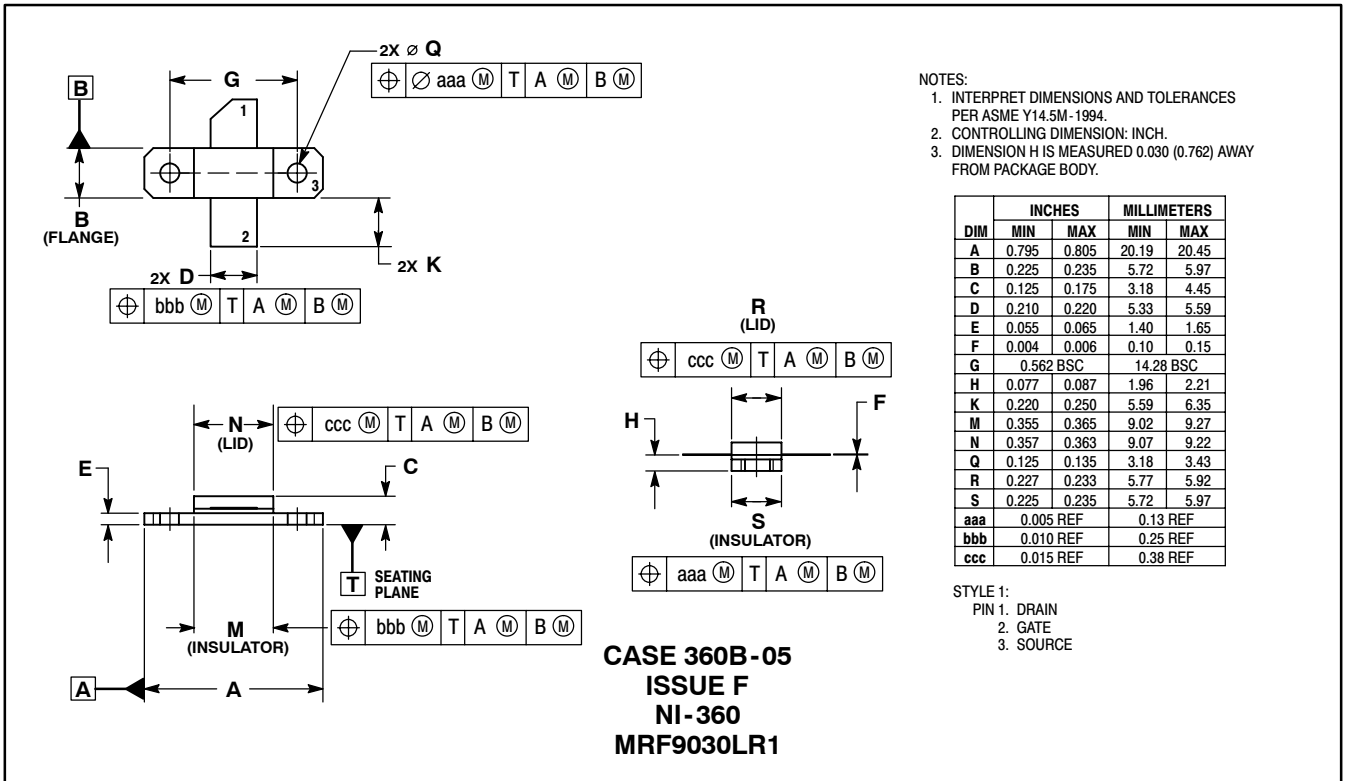 2X ⌀ Q
⌖ ⌀ aaa Ⓜ T A Ⓜ B Ⓜ
G
B
1
3
B
(FLANGE)
2
2X K
2X D
⌖ bbb Ⓜ T A Ⓜ B Ⓜ
N
(LID)
⌖ ccc Ⓜ T A Ⓜ B Ⓜ
E
C
T SEATING
PLANE
M
(INSULATOR)
⌖ bbb Ⓜ T A Ⓜ B Ⓜ
A
A
R
(LID)
⌖ ccc Ⓜ T A Ⓜ B Ⓜ
H
F
S
(INSULATOR)
⌖ aaa Ⓜ T A Ⓜ B Ⓜ
CASE 360B-05
ISSUE F
NI-360
MRF9030LR1
NOTES:
1. INTERPRET DIMENSIONS AND TOLERANCES
PER ASME Y14.5M-1994.
2. CONTROLLING DIMENSION: INCH.
3. DIMENSION H IS MEASURED 0.030 (0.762) AWAY
FROM PACKAGE BODY.
INCHES MILLIMETERS
DIM MIN MAX MIN MAX
A 0.795 0.805 20.19 20.45
B 0.225 0.235 5.72 5.97
C 0.125 0.175 3.18 4.45
D 0.210 0.220 5.33 5.59
E 0.055 0.065 1.40 1.65
F 0.004 0.006 0.10 0.15
G 0.562 BSC 14.28 BSC
H 0.077 0.087 1.96 2.21
K 0.220 0.250 5.59 6.35
M 0.355 0.365 9.02 9.27
N 0.357 0.363 9.07 9.22
Q 0.125 0.135 3.18 3.43
R 0.227 0.233 5.77 5.92
S 0.225 0.235 5.72 5.97
aaa 0.005 REF 0.13 REF
bbb 0.010 REF 0.25 REF
ccc 0.015 REF 0.38 REF
STYLE 1:
PIN 1. DRAIN
2. GATE
3. SOURCE